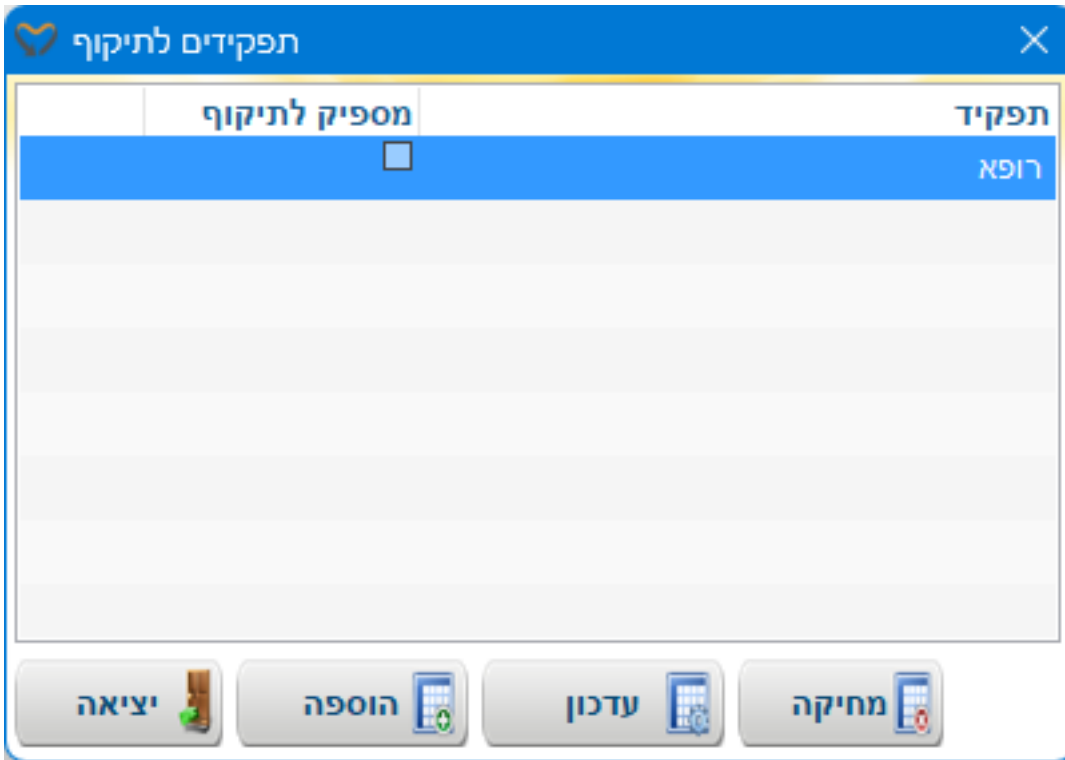 תפקידים לתיקוף
תפקיד מספיק לתיקוף
רופא
מחיקה עדכון הוספה יציאה